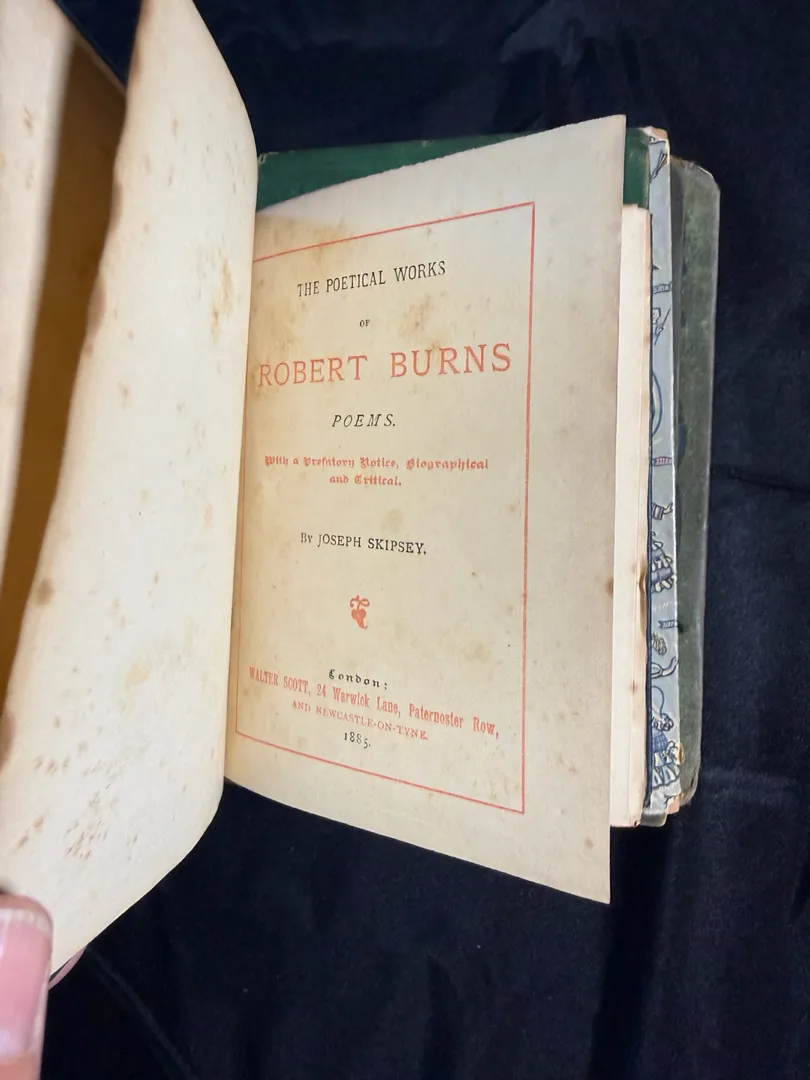 THE POETICAL WORKS
OF
ROBERT BURNS
POEMS.
With a Prefatory Notice, Biographical
and Critical.
By JOSEPH SKIPSEY.
London:
WALTER SCOTT, 24 Warwick Lane, Paternoster Row,
AND NEWCASTLE-ON-TYNE.
1885.